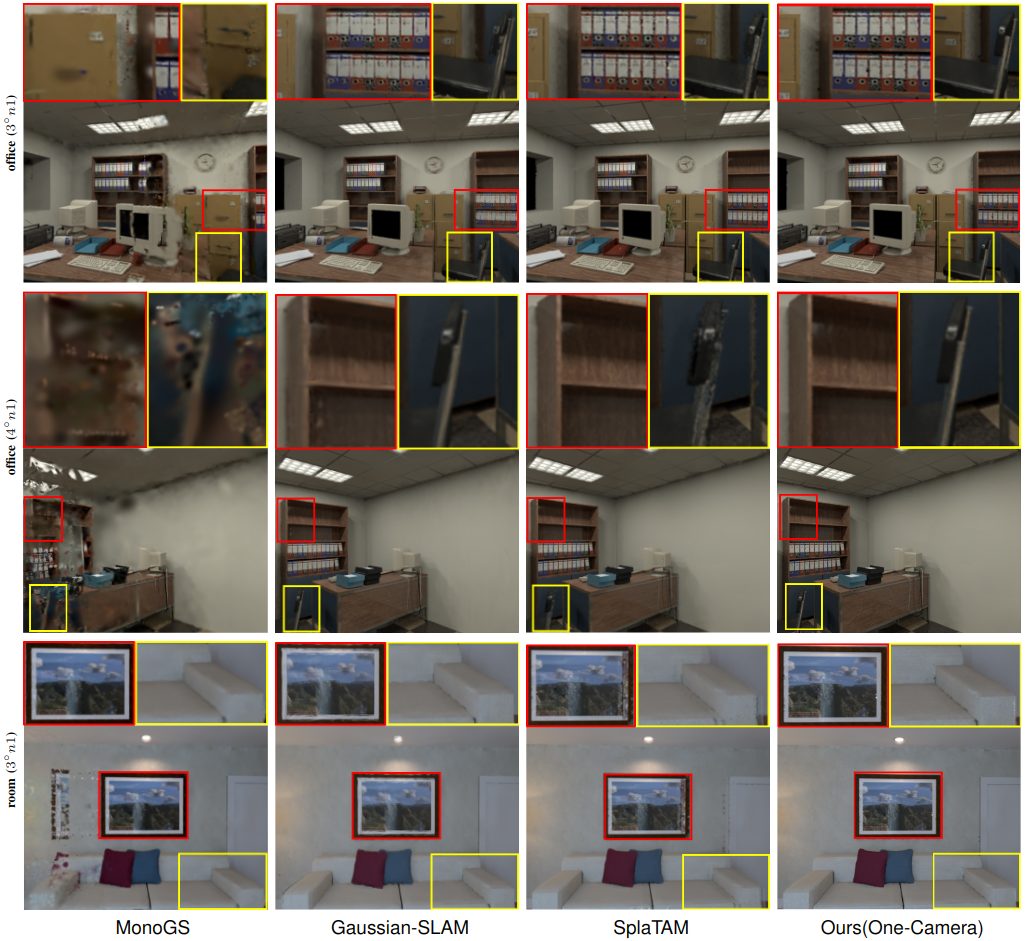 office (3°n1)
office (4°n1)
room (3°n1)
MonoGS
Gaussian-SLAM
SplaTAM
Ours(One-Camera)